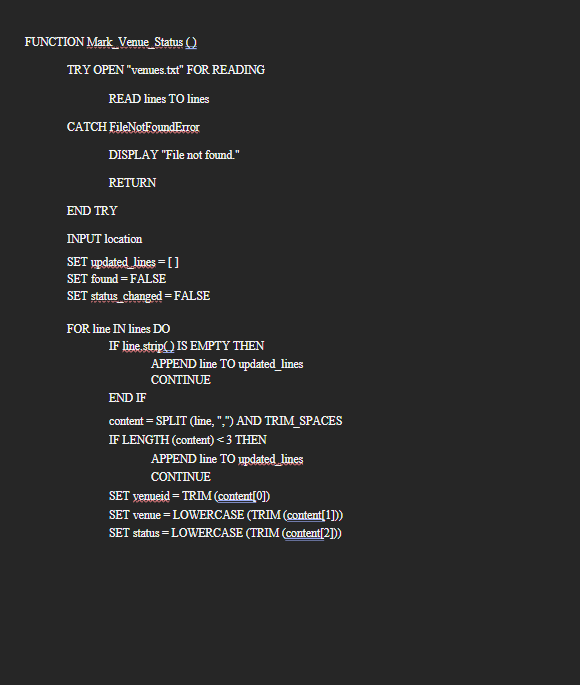 FUNCTION Mark_Venue_Status ()
TRY OPEN "venues.txt" FOR READING
READ lines TO lines
CATCH FileNotFoundError
DISPLAY "File not found."
RETURN
END TRY
INPUT location
SET updated_lines = [ ]
SET found = FALSE
SET status_changed = FALSE
FOR line IN lines DO
IF line.strip( ) IS EMPTY THEN
APPEND line TO updated_lines
CONTINUE
END IF
content = SPLIT (line, ",") AND TRIM_SPACES
IF LENGTH (content) < 3 THEN
APPEND line TO updated_lines
CONTINUE
SET venueid = TRIM (content[0])
SET venue = LOWERCASE (TRIM (content[1]))
SET status = LOWERCASE (TRIM (content[2]))